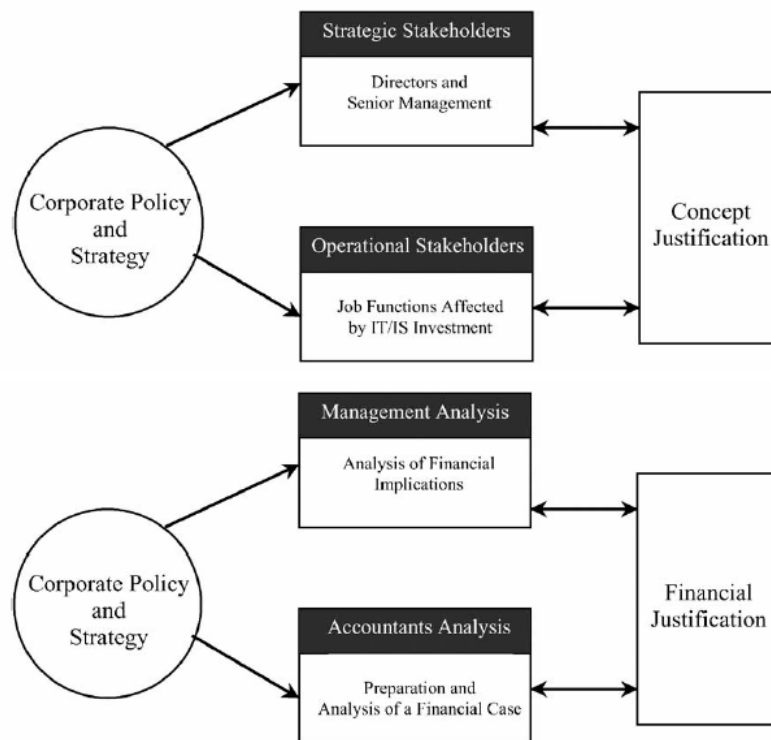 Strategic Stakeholders
Directors and
Senior Management
Corporate Policy
and
Strategy
Concept
Justification
Operational Stakeholders
Job Functions Affected
by IT/IS Investment
Management Analysis
Analysis of Financial
Implications
Corporate Policy
and
Strategy
Financial
Justification
Accountants Analysis
Preparation and
Analysis of a Financial Case